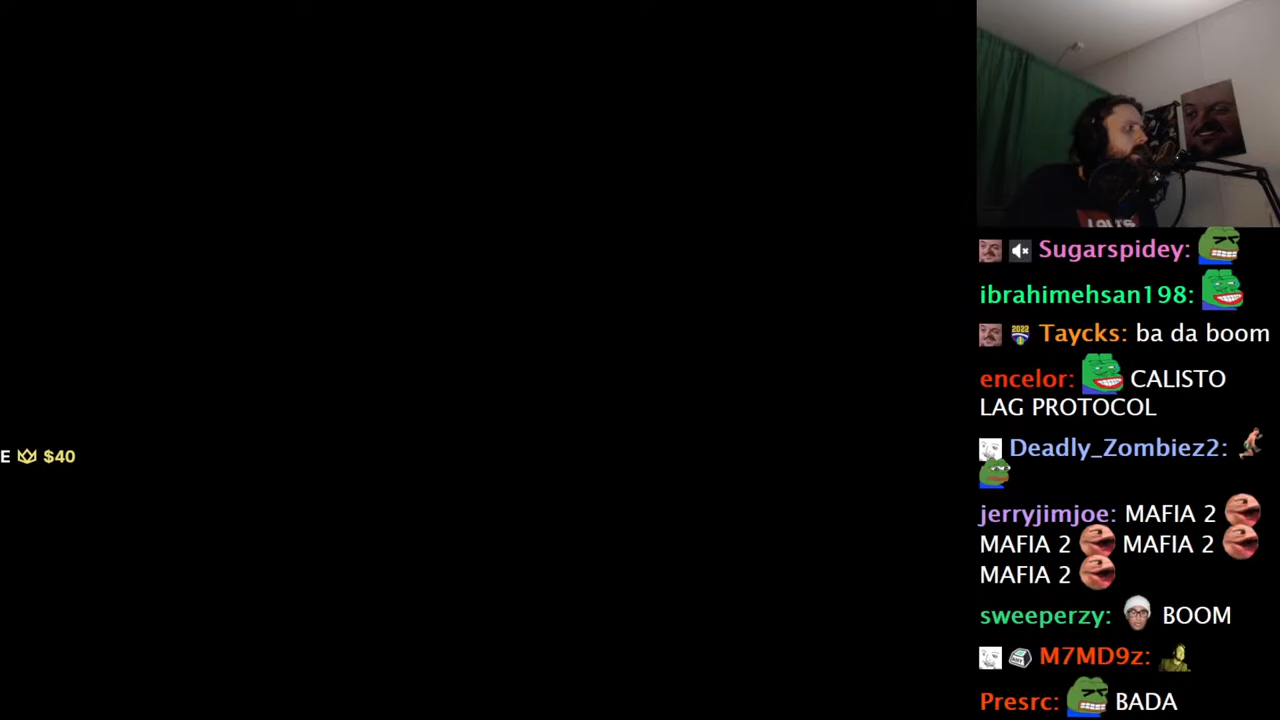 Sugarspidey:
ibrahimehsan198:
Taycks: ba da boom
encelor: CALISTO
LAG PROTOCOL
E $40
Deadly_Zombiez2:
jerryjimjoe: MAFIA 2
MAFIA 2 MAFIA 2
MAFIA 2
sweeperzy: BOOM
M7MD9z:
Presrc: BADA